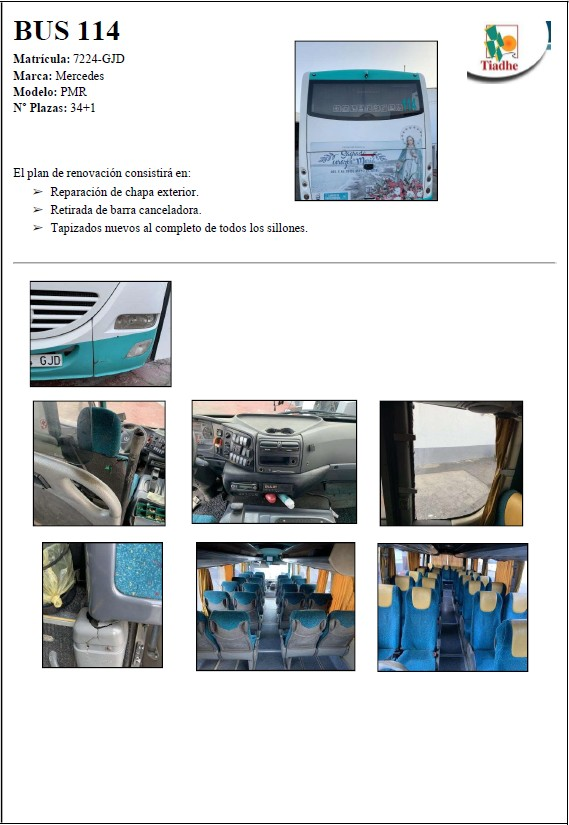 BUS 114
Matrícula: 7224-GJD
Marca: Mercedes
Modelo: PMR
Nº Plazas: 34+1
Tiadhe
114
El plan de renovación consistirá en:
➢ Reparación de chapa exterior.
➢ Retirada de barra canceladora.
➢ Tapizados nuevos al completo de todos los sillones.
GJD